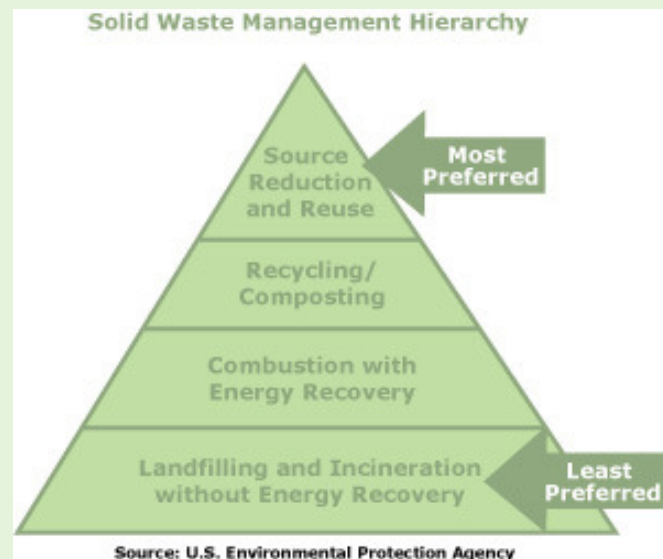 Solid Waste Management Hierarchy
Source
Reduction
and Reuse
Most
Preferred
Recycling/
Composting
Combustion with
Energy Recovery
Landfilling and Incineration
without Energy Recovery
Least
Preferred
Source: U.S. Environmental Protection Agency